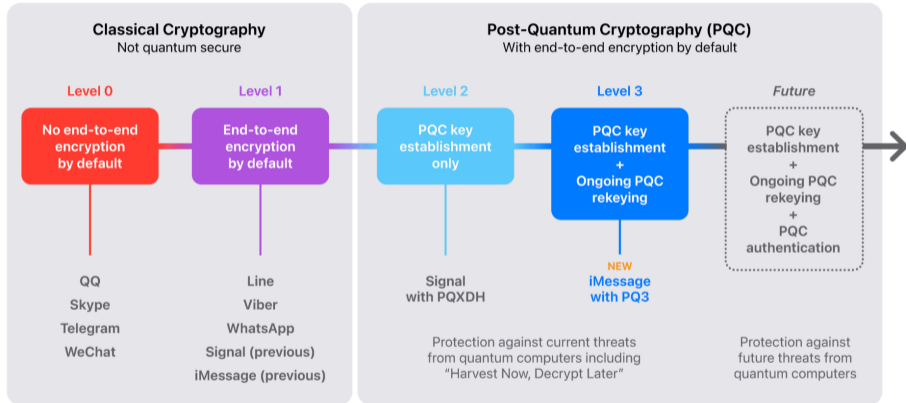 Classical Cryptography
Not quantum secure
Post-Quantum Cryptography (PQC)
With end-to-end encryption by default
Level 0
No end-to-end
encryption
by default
QQ
Skype
Telegram
WeChat
Level 1
End-to-end
encryption
by default
Line
Viber
WhatsApp
Signal (previous)
iMessage (previous)
Level 2
PQC key
establishment
only
Signal
with PQXDH
Level 3
PQC key
establishment
+
Ongoing PQC
rekeying
NEW
iMessage
with PQ3
Protection against current threats
from quantum computers including
“Harvest Now, Decrypt Later”
Future
PQC key
establishment
+
Ongoing PQC
rekeying
+
PQC
authentication
Protection against
future threats from
quantum computers